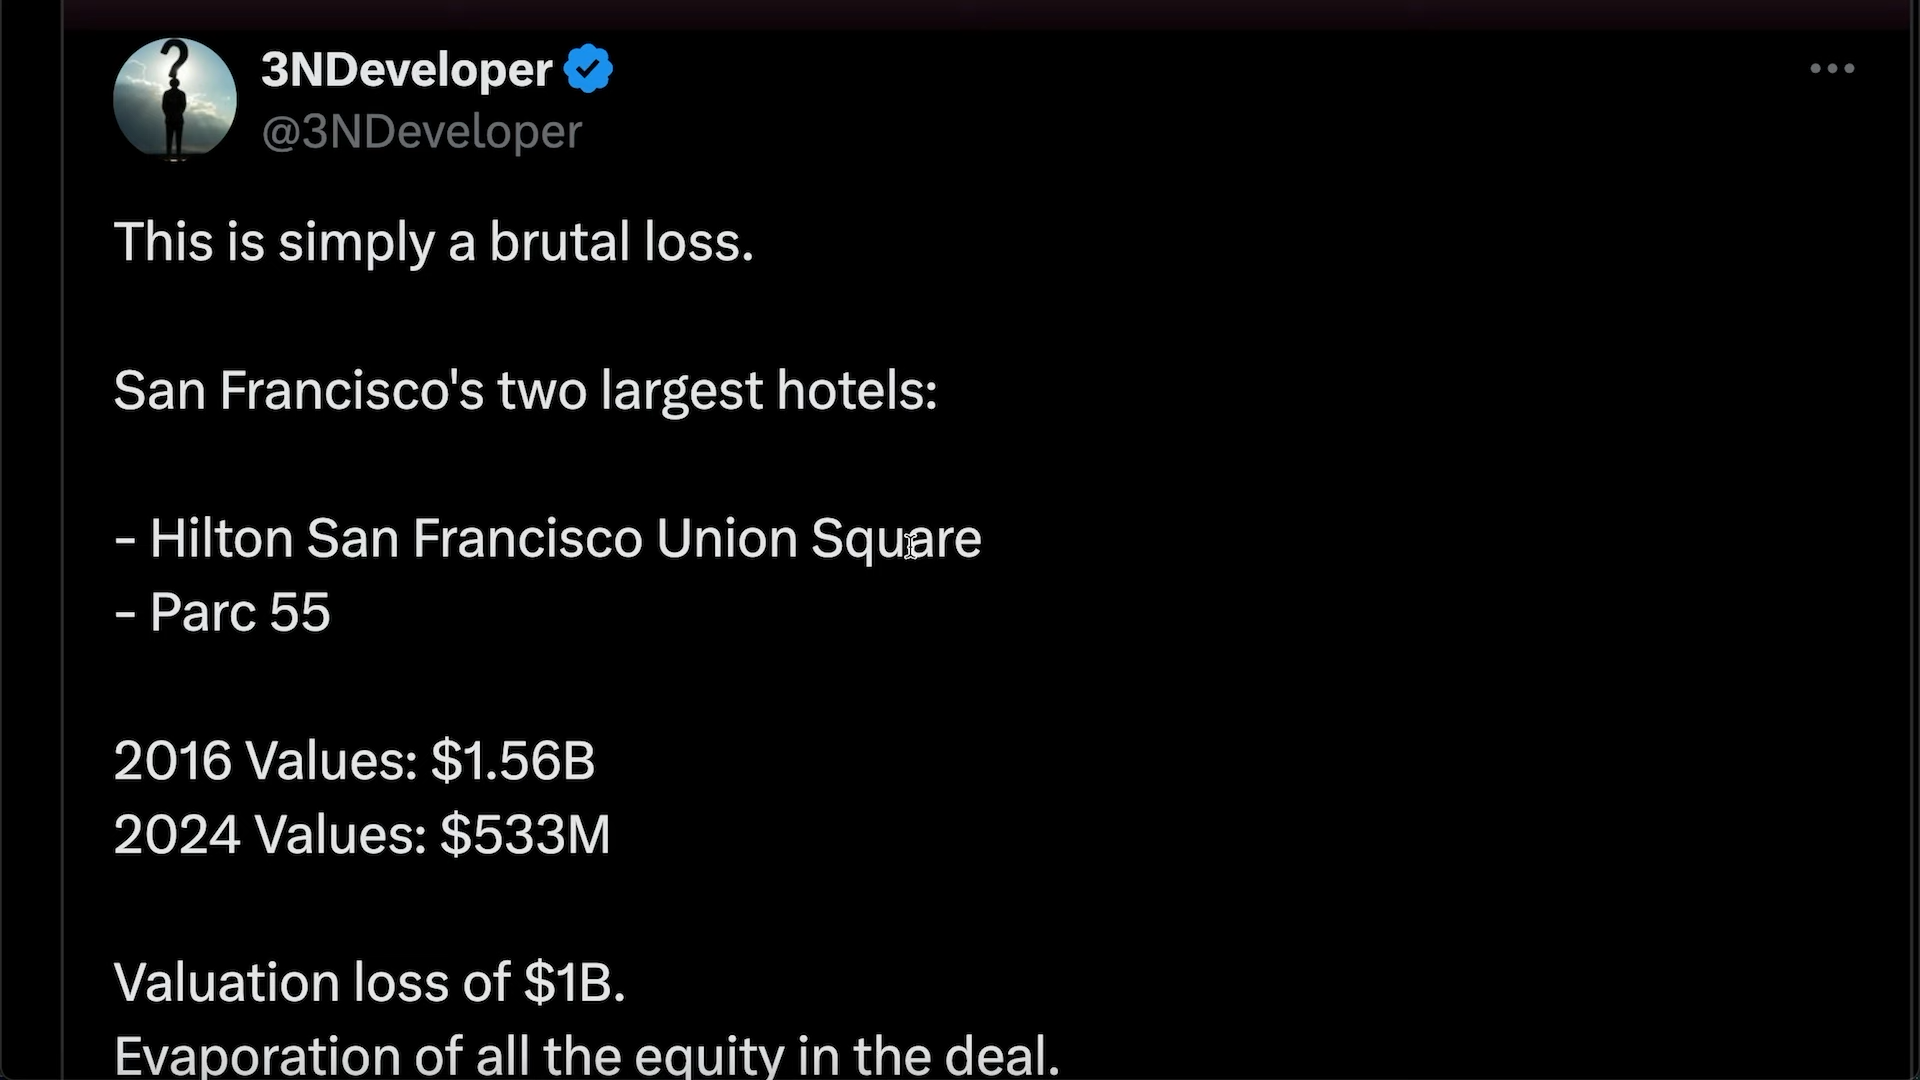 3NDeveloper
@3NDeveloper
This is simply a brutal loss.
San Francisco's two largest hotels:
- Hilton San Francisco Union Square
- Parc 55
2016 Values: $1.56B
2024 Values: $533M
Valuation loss of $1B.
Evaporation of all the equity in the deal.